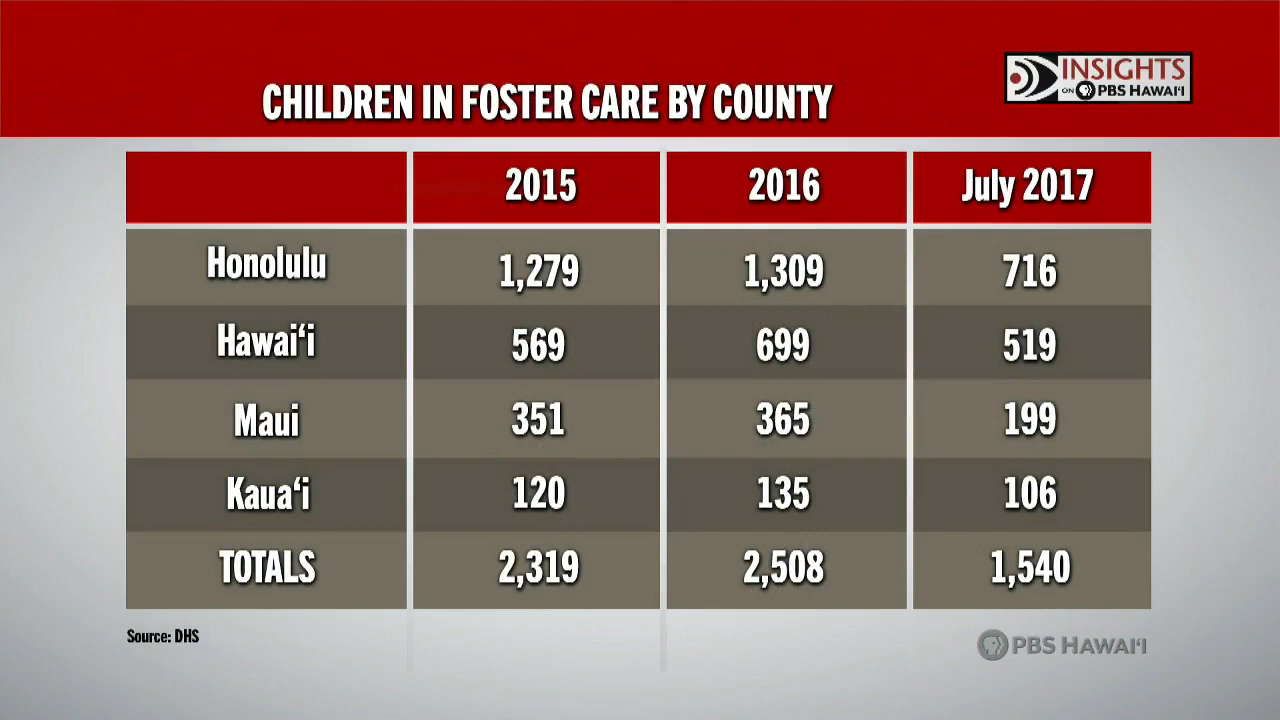 CHILDREN IN FOSTER CARE BY COUNTY
INSIGHTS
ON PBS HAWAIʻI
2015 2016 July 2017
Honolulu 1,279 1,309 716
Hawaiʻi 569 699 519
Maui 351 365 199
Kauaʻi 120 135 106
TOTALS 2,319 2,508 1,540
Source: DHS
PBS HAWAIʻI